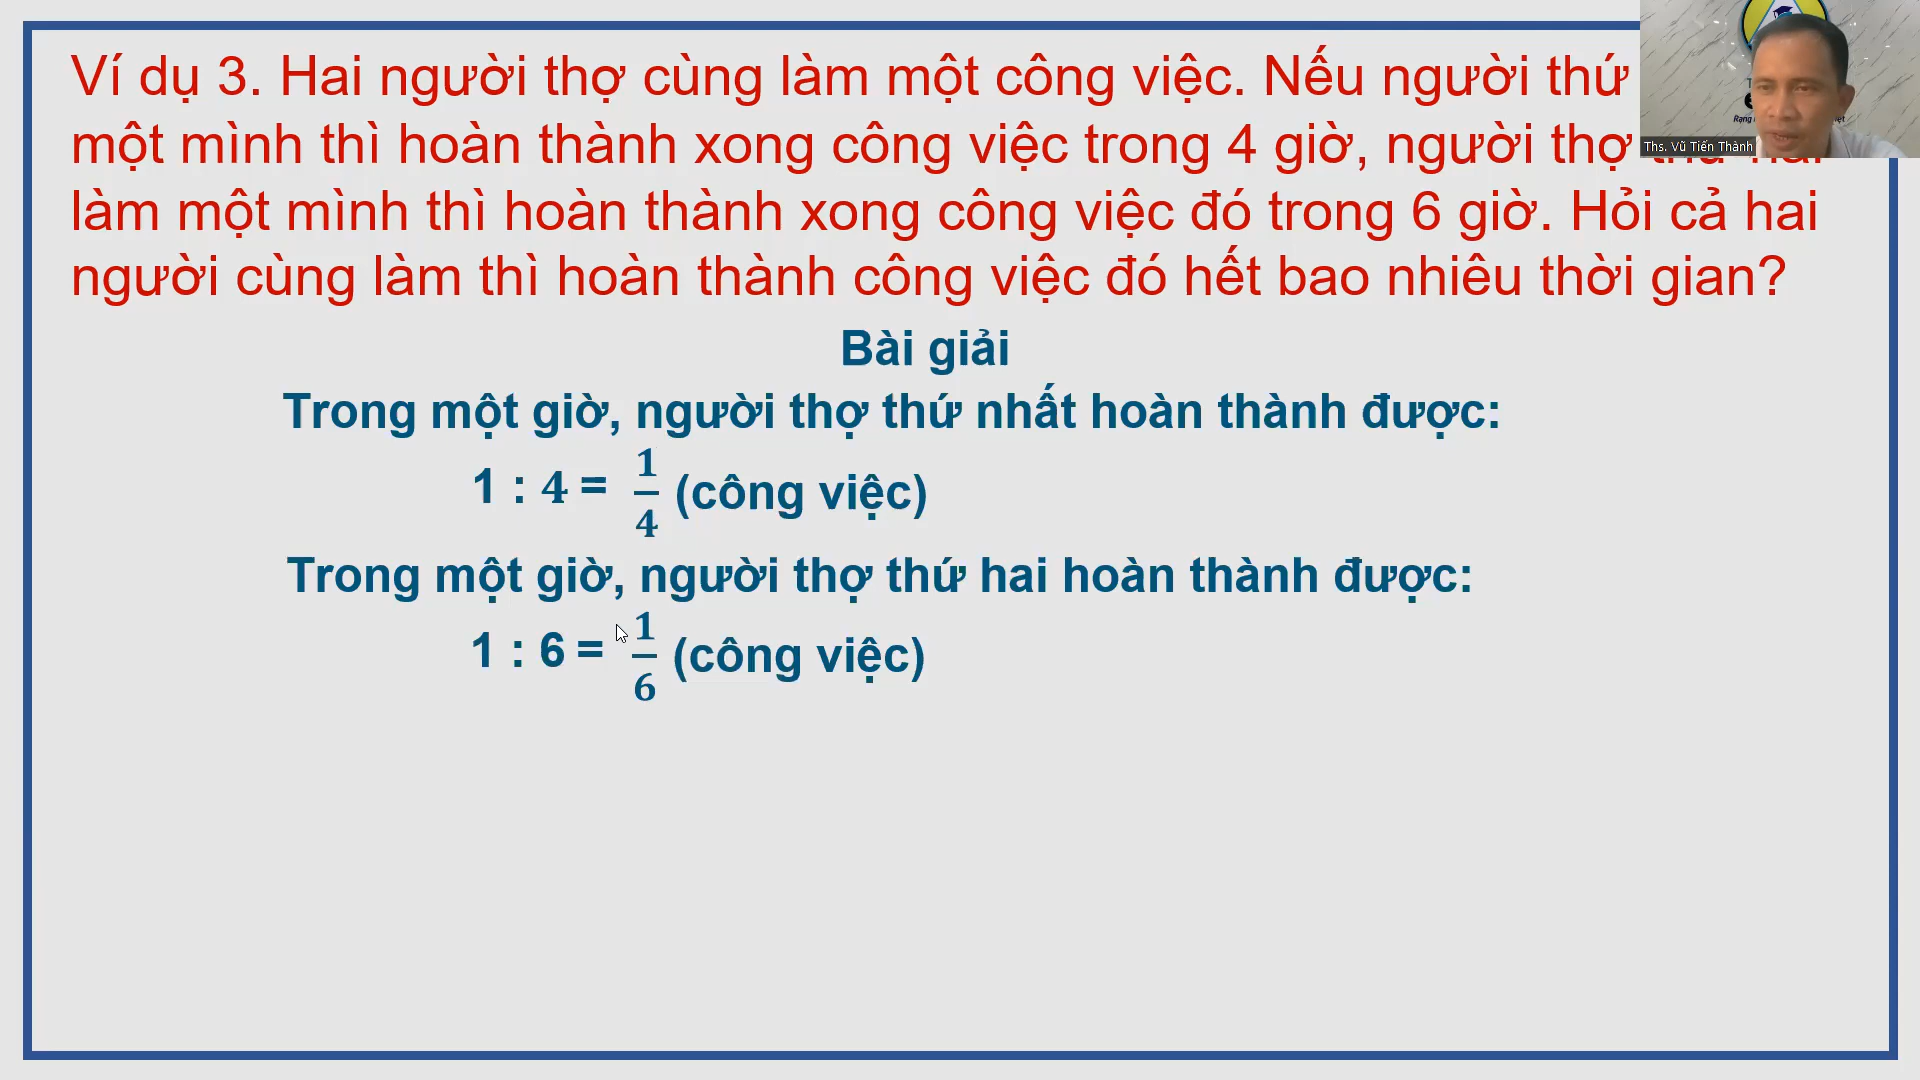 Ví dụ 3. Hai người thợ cùng làm một công việc. Nếu người thứ
một mình thì hoàn thành xong công việc trong 4 giờ, người thợ thứ hai
làm một mình thì hoàn thành xong công việc đó trong 6 giờ. Hỏi cả hai
người cùng làm thì hoàn thành công việc đó hết bao nhiêu thời gian?
Ths. Vũ Tiến Thành
Bài giải
Trong một giờ, người thợ thứ nhất hoàn thành được:
1 : 4 = 1/4 (công việc)
Trong một giờ, người thợ thứ hai hoàn thành được:
1 : 6 = 1/6 (công việc)